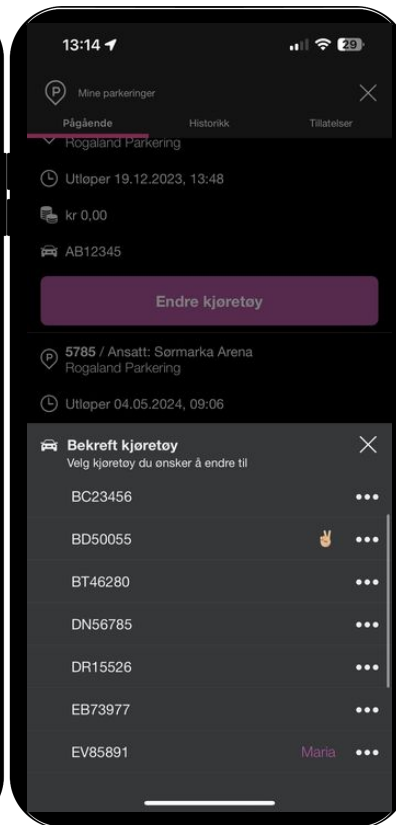 13:14
29
Mine parkeringer
Pågående Historikk Tillatelser
Rogaland Parkering
Utløper 19.12.2023, 13:48
kr 0,00
AB12345
Endre kjøretøy
5785 / Ansatt: Sørmarka Arena
Rogaland Parkering
Utløper 04.05.2024, 09:06
Bekreft kjøretøy
Velg kjøretøy du ønsker å endre til
BC23456
BD50055 ✌🏼
BT46280
DN56785
DR15526
EB73977
EV85891 Maria